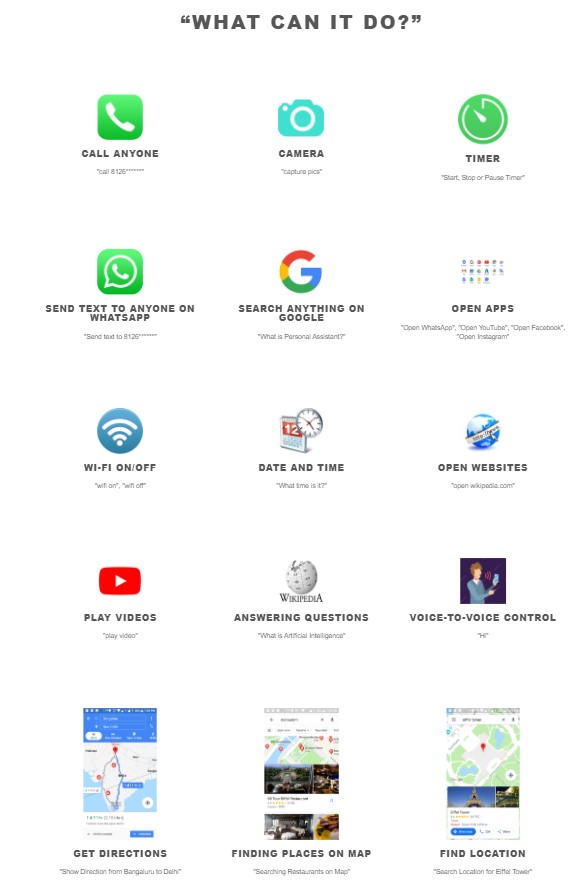 “WHAT CAN IT DO?”
CALL ANYONE
"call 8126*******"
CAMERA
"capture pics"
TIMER
"Start, Stop or Pause Timer"
SEND TEXT TO ANYONE ON
WHATSAPP
"Send text to 8126*******"
SEARCH ANYTHING ON
GOOGLE
"What is Personal Assistant?"
OPEN APPS
"Open WhatsApp", "Open YouTube", "Open Facebook",
"Open Instagram"
WI-FI ON/OFF
"wifi on", "wifi off"
12
DATE AND TIME
"What time is it?"
OPEN WEBSITES
"open wikipedia.com"
PLAY VIDEOS
"play video"
WIKIPEDIA
ANSWERING QUESTIONS
"What is Artificial Intelligence"
VOICE-TO-VOICE CONTROL
"Hi"
GET DIRECTIONS
"Show Direction from Bangaluru to Delhi"
FINDING PLACES ON MAP
"Searching Restaurants on Map"
Eiffel Tower
FIND LOCATION
"Search Location for Eiffel Tower"